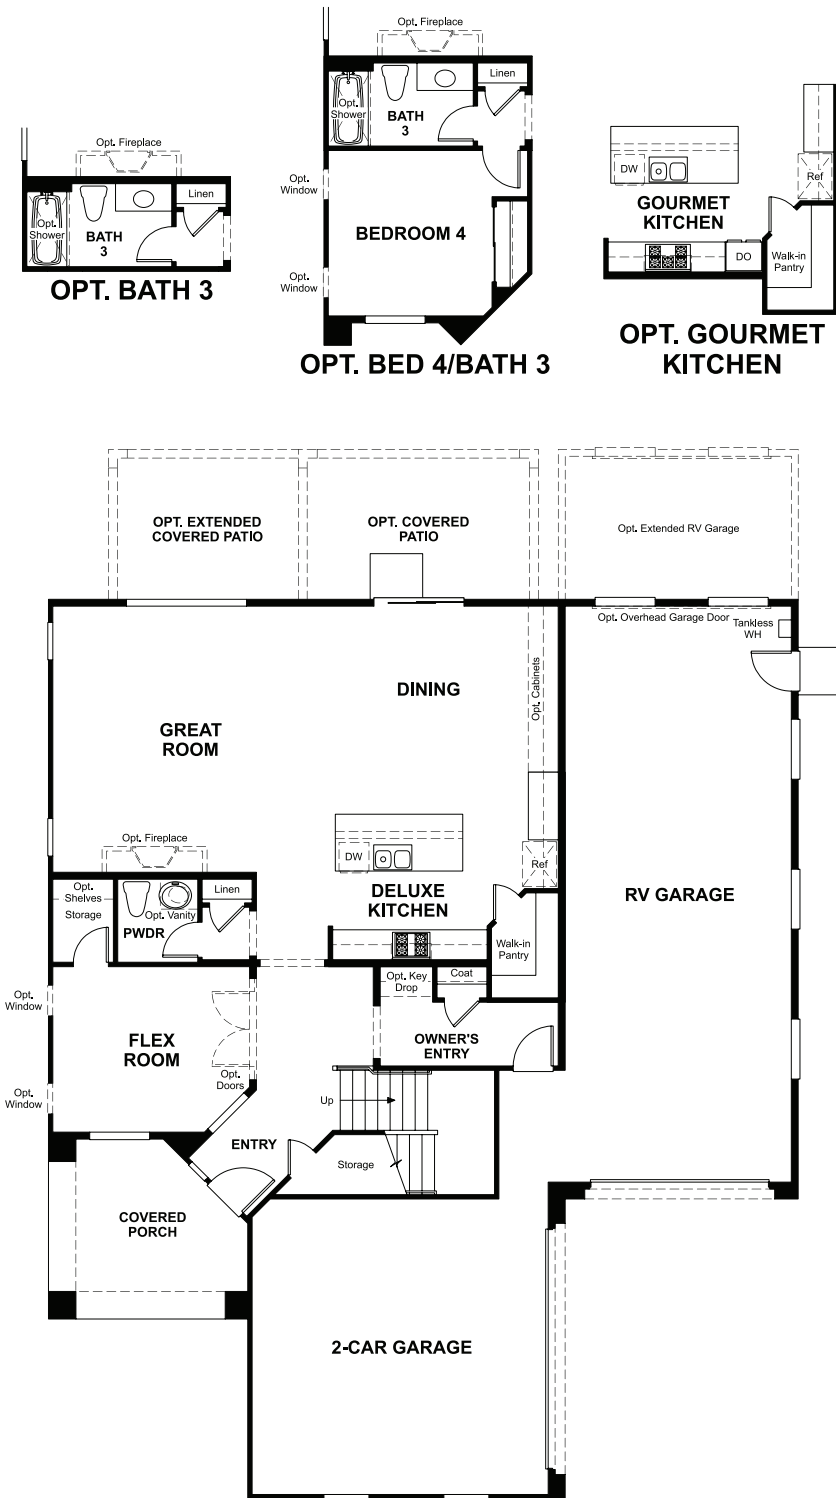 Opt. Fireplace
Linen
Opt.
Shower
BATH
3
Opt.
Window
BEDROOM 4
Opt.
Window
OPT. BED 4/BATH 3
Opt. Fireplace
Linen
Opt.
Shower
BATH
3
OPT. BATH 3
DW
Ref
GOURMET
KITCHEN
DO
Walk-in
Pantry
OPT. GOURMET
KITCHEN
OPT. EXTENDED
COVERED PATIO
OPT. COVERED
PATIO
Opt. Extended RV Garage
Opt. Overhead Garage Door
Tankless
WH
DINING
Opt. Cabinets
GREAT
ROOM
Opt. Fireplace
DW
Ref
DELUXE
KITCHEN
RV GARAGE
Opt.
Shelves
Storage
Linen
Opt. Vanity
PWDR
Walk-in
Pantry
Opt. Key
Drop
Coat
Opt.
Window
FLEX
ROOM
OWNER'S
ENTRY
Opt.
Doors
Opt.
Window
Up
ENTRY
Storage
COVERED
PORCH
2-CAR GARAGE